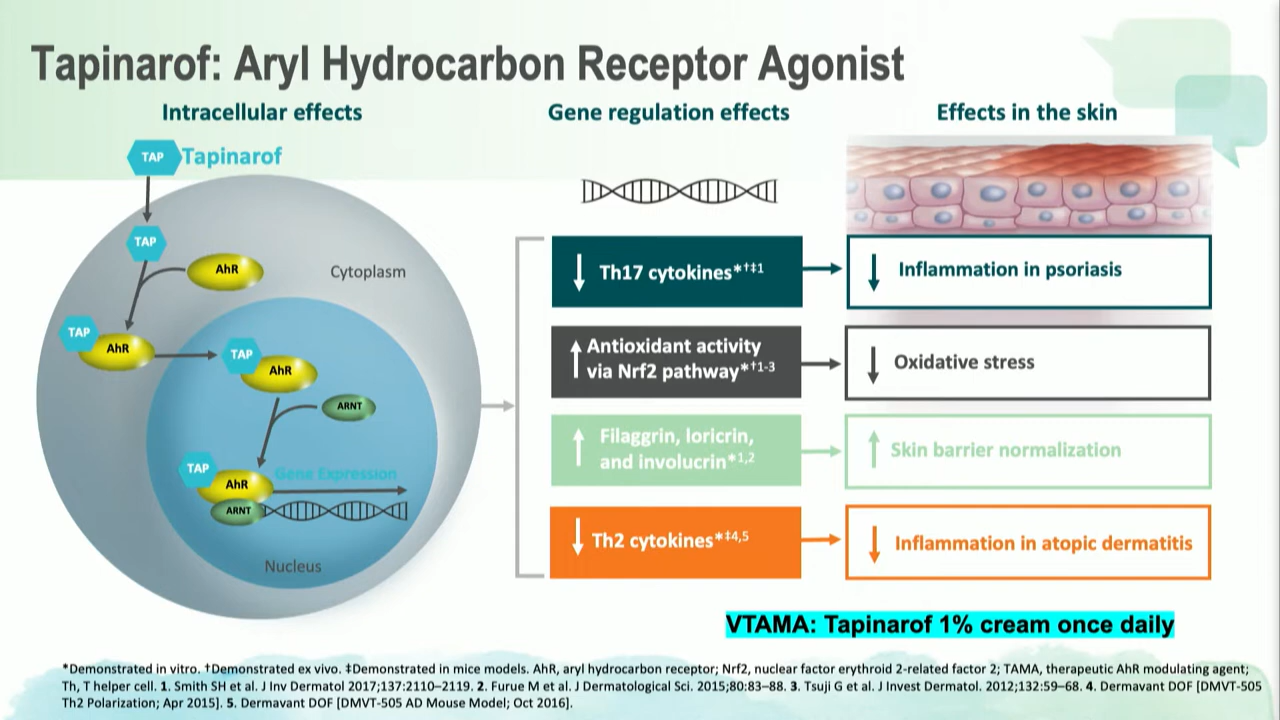 Tapinarof: Aryl Hydrocarbon Receptor Agonist
Intracellular effects
TAP
Tapinarof
TAP
AhR
Cytoplasm
TAP
AhR
TAP
AhR
ARNT
TAP
AhR
ARNT
Gene Expression
Nucleus
Gene regulation effects
Effects in the skin
↓ Th17 cytokines*†‡1
↓ Inflammation in psoriasis
↑ Antioxidant activity
via Nrf2 pathway*†1-3
↓ Oxidative stress
↑ Filaggrin, loricrin,
and involucrin*1,2
↑ Skin barrier normalization
↓ Th2 cytokines*‡4,5
↓ Inflammation in atopic dermatitis
VTAMA: Tapinarof 1% cream once daily
*Demonstrated in vitro. †Demonstrated ex vivo. ‡Demonstrated in mice models. AhR, aryl hydrocarbon receptor; Nrf2, nuclear factor erythroid 2-related factor 2; TAMA, therapeutic AhR modulating agent;
Th, T helper cell. 1. Smith SH et al. J Inv Dermatol 2017;137:2110–2119. 2. Furue M et al. J Dermatological Sci. 2015;80:83–88. 3. Tsuji G et al. J Invest Dermatol. 2012;132:59–68. 4. Dermavant DOF [DMVT-505
Th2 Polarization; Apr 2015]. 5. Dermavant DOF [DMVT-505 AD Mouse Model; Oct 2016].